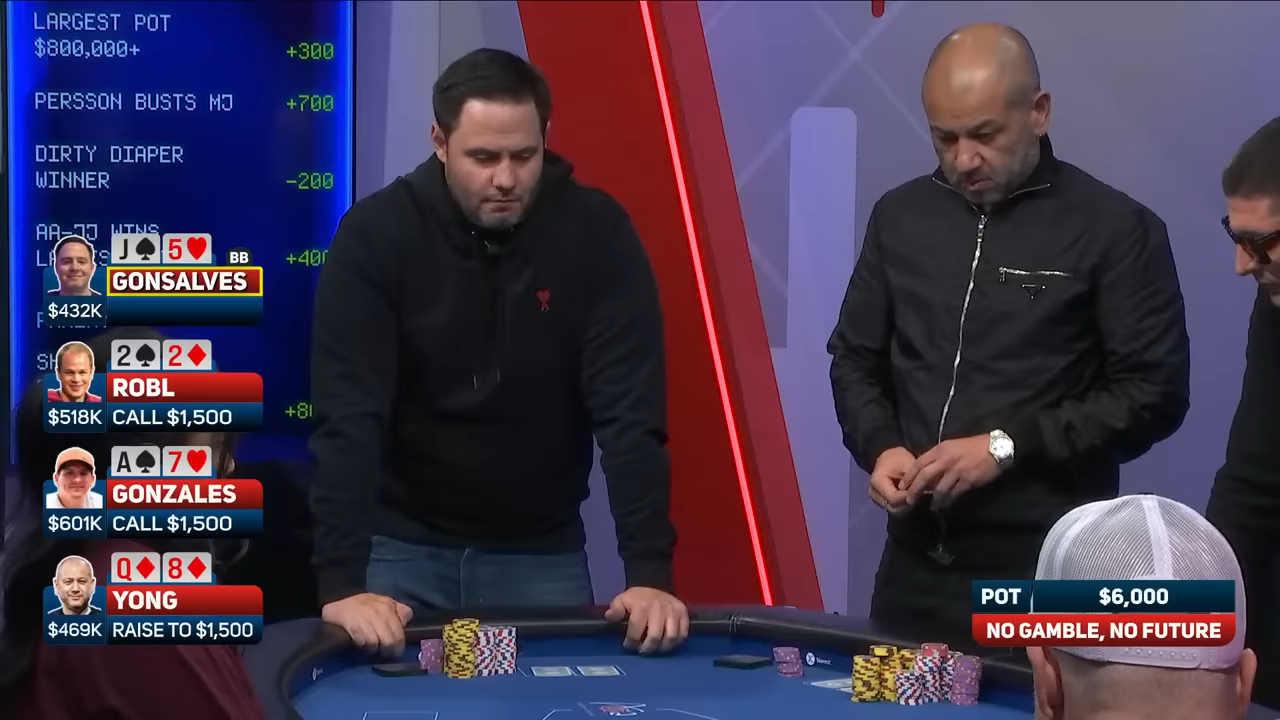 LARGEST POT
$800,000+ +300
PERSSON BUSTS MJ +700
DIRTY DIAPER
WINNER -200
AA-JJ WINS
J♠ 5♥ BB
GONSALVES
$432K
2♠ 2♦
ROBL
$518K CALL $1,500
A♠ 7♥
GONZALES
$601K CALL $1,500
Q♦ 8♦
YONG
$469K RAISE TO $1,500
POT $6,000
NO GAMBLE, NO FUTURE